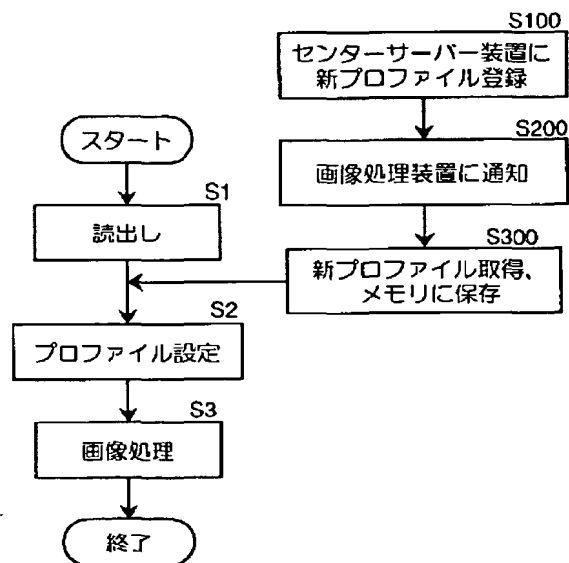 S100
センターサーバー装置に
新プロファイル登録
S200
画像処理装置に通知
S300
新プロファイル取得、
メモリに保存
スタート
S1
読出し
S2
プロファイル設定
S3
画像処理
終了